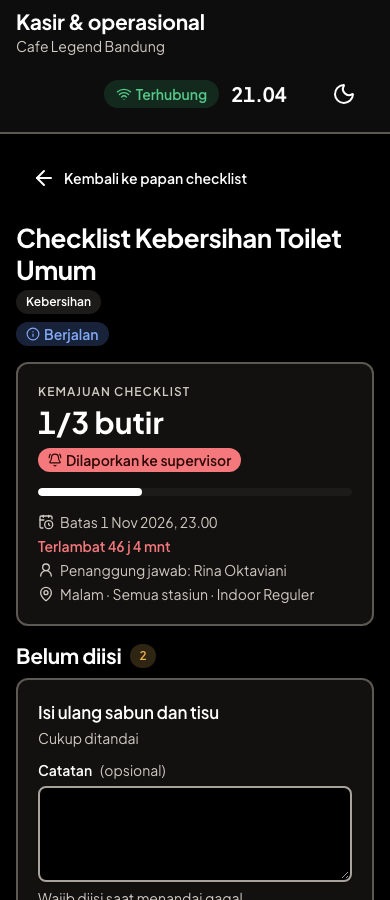 Kasir & operasional
Cafe Legend Bandung
Terhubung
21.04
Kembali ke papan checklist
Checklist Kebersihan Toilet
Umum
Kebersihan
Berjalan
KEMAJUAN CHECKLIST
1/3 butir
Dilaporkan ke supervisor
Batas 1 Nov 2026, 23.00
Terlambat 46 j 4 mnt
Penanggung jawab: Rina Oktaviani
Malam · Semua stasiun · Indoor Reguler
Belum diisi 2
Isi ulang sabun dan tisu
Cukup ditandai
Catatan (opsional)
Wajib diisi saat menandai gagal